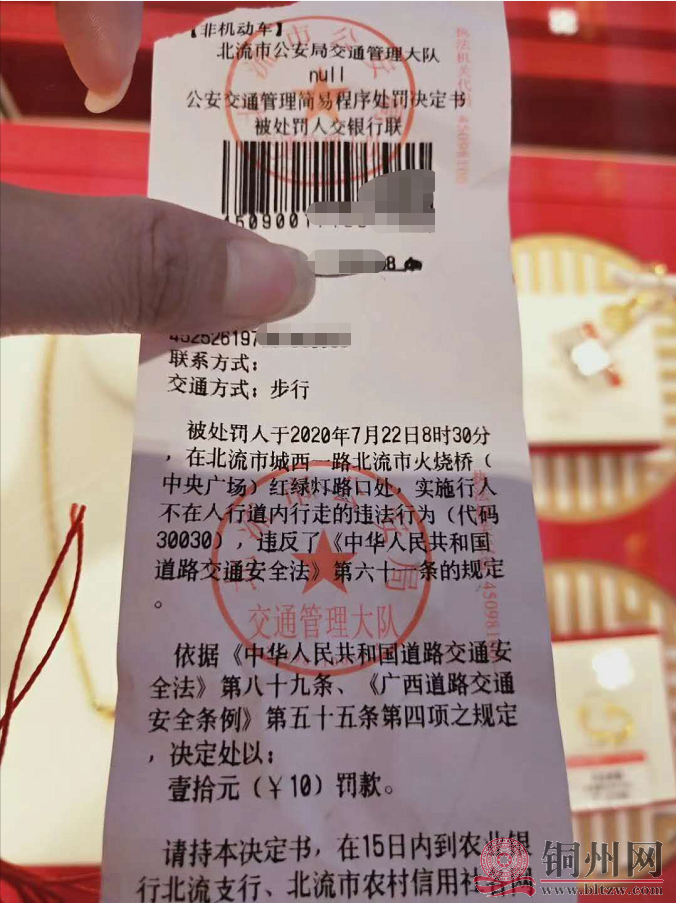 【非机动车】
北流市公安局交通管理大队
null
公安交通管理简易程序处罚决定书
被处罚人交银行联
45090011
8
452526197
联系方式：
交通方式：步行
被处罚人于2020年7月22日8时30分
，在北流市城西一路北流市火烧桥（
中央广场）红绿灯路口处，实施行人
不在人行道内行走的违法行为（代码
30030），违反了《中华人民共和国
道路交通安全法》第六十一条的规定
。
交通管理大队
依据《中华人民共和国道路交通安
全法》第八十九条、《广西道路交通
安全条例》第五十五条第四项之规定
，决定处以：
壹拾元（￥10）罚款。
请持本决定书，在15日内到农业银
行北流支行、北流市农村信用社各网
执法机关代
铜州网
www.bltzw.com